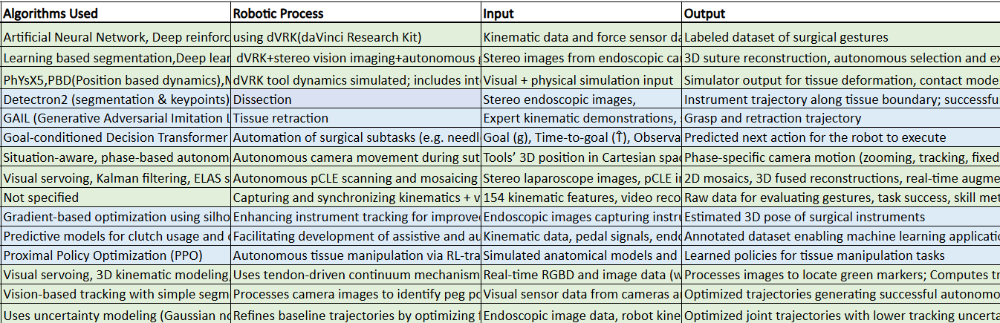 Algorithms Used Robotic Process Input Output
Artificial Neural Network, Deep reinforc using dVRK(daVinci Research Kit) Kinematic data and force sensor da Labeled dataset of surgical gestures
Learning based segmentation,Deep lear dVRK+stereo vision imaging+autonomous Stereo images from endoscopic ca 3D suture reconstruction, autonomous selection and ex
PhYsX5,PBD(Position based dynamics),M dVRK tool dynamics simulated; includes int Visual + physical simulation input Simulator output for tissue deformation, contact mode
Detectron2 (segmentation & keypoints) Dissection Stereo endoscopic images, Instrument trajectory along tissue boundary; successfu
GAIL (Generative Adversarial Imitation L Tissue retraction Expert kinematic demonstrations, Grasp and retraction trajectory
Goal-conditioned Decision Transformer Automation of surgical subtasks (e.g. needl Goal (g), Time-to-goal (T̂), Observa Predicted next action for the robot to execute
Situation-aware, phase-based autonom Autonomous camera movement during sut Tools’ 3D position in Cartesian spac Phase-specific camera motion (zooming, tracking, fixed
Visual servoing, Kalman filtering, ELAS s Autonomous pCLE scanning and mosaicing Stereo laparoscope images, pCLE i 2D mosaics, 3D fused reconstructions, real-time augme
Not specified Capturing and synchronizing kinematics + v 154 kinematic features, video reco Raw data for evaluating gestures, task success, skill met
Gradient-based optimization using silho Enhancing instrument tracking for improve Endoscopic images capturing instru Estimated 3D pose of surgical instruments
Predictive models for clutch usage and Facilitating development of assistive and au Kinematic data, pedal signals, endo Annotated dataset enabling machine learning applicatio
Proximal Policy Optimization (PPO) Autonomous tissue manipulation via RL-tra Simulated anatomical models and Learned policies for tissue manipulation tasks
Visual servoing, 3D kinematic modeling, Uses tendon-driven continuum mechanism Real-time RGBD and image data (w Processes images to locate green markers; Computes tr
Vision-based tracking with simple segm Processes camera images to identify peg po Visual sensor data from cameras a Optimized trajectories generating successful autonomo
Uses uncertainty modeling (Gaussian no Refines baseline trajectories by optimizing Endoscopic image data, robot kine Optimized joint trajectories with lower tracking uncerta